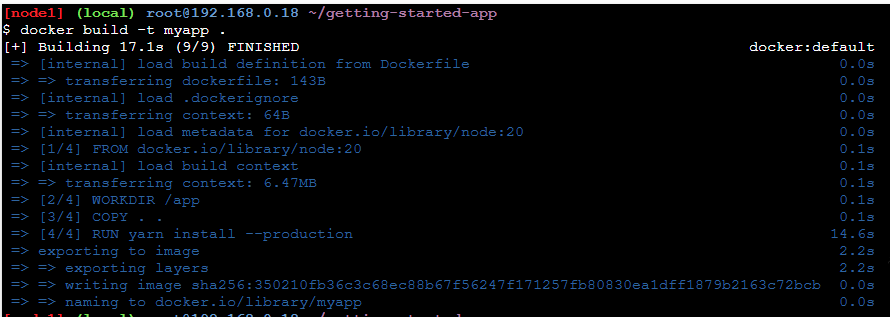 [node1] (local) root@192.168.0.18 ~/getting-started-app
$ docker build -t myapp .
[+] Building 17.1s (9/9) FINISHED docker:default
=> [internal] load build definition from Dockerfile 0.0s
=> => transferring dockerfile: 143B 0.0s
=> [internal] load .dockerignore 0.0s
=> => transferring context: 64B 0.0s
=> [internal] load metadata for docker.io/library/node:20 0.0s
=> [1/4] FROM docker.io/library/node:20 0.1s
=> [internal] load build context 0.1s
=> => transferring context: 6.47MB 0.1s
=> [2/4] WORKDIR /app 0.1s
=> [3/4] COPY . . 0.1s
=> [4/4] RUN yarn install --production 14.6s
=> exporting to image 2.2s
=> => exporting layers 2.2s
=> => writing image sha256:350210fb36c3c68ec88b67f56247f171257fb80830ea1dff1879b2163c72bcb 0.0s
=> => naming to docker.io/library/myapp 0.0s